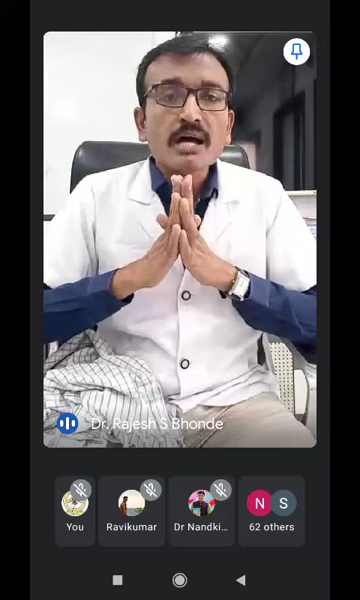 Dr. Rajesh S Bhonde
You
Ravikumar
Dr Nandki...
N
S
62 others